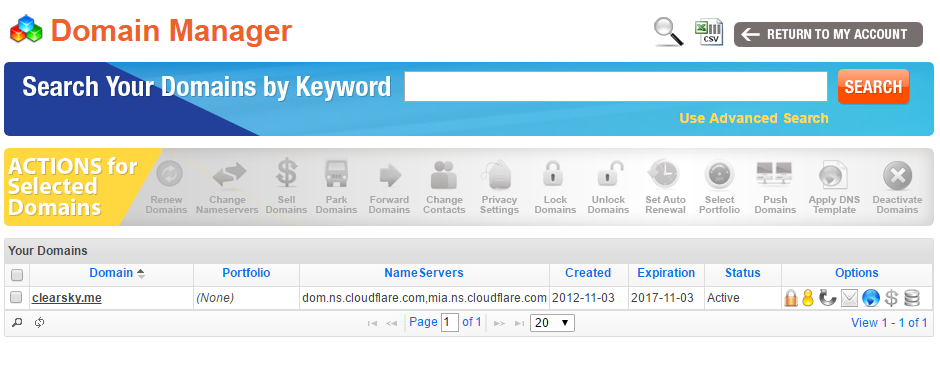 Domain Manager
CSV
RETURN TO MY ACCOUNT
Search Your Domains by Keyword
SEARCH
Use Advanced Search
ACTIONS for
Selected
Domains
Renew
Domains
Change
Nameservers
Sell
Domains
Park
Domains
Forward
Domains
Change
Contacts
Privacy
Settings
Lock
Domains
Unlock
Domains
Set Auto
Renewal
Select
Portfolio
Push
Domains
Apply DNS
Template
Deactivate
Domains
Your Domains
Domain Portfolio NameServers Created Expiration Status Options
clearsky.me (None) dom.ns.cloudflare.com,mia.ns.cloudflare.com 2012-11-03 2017-11-03 Active
Page 1 of 1 20 View 1 - 1 of 1